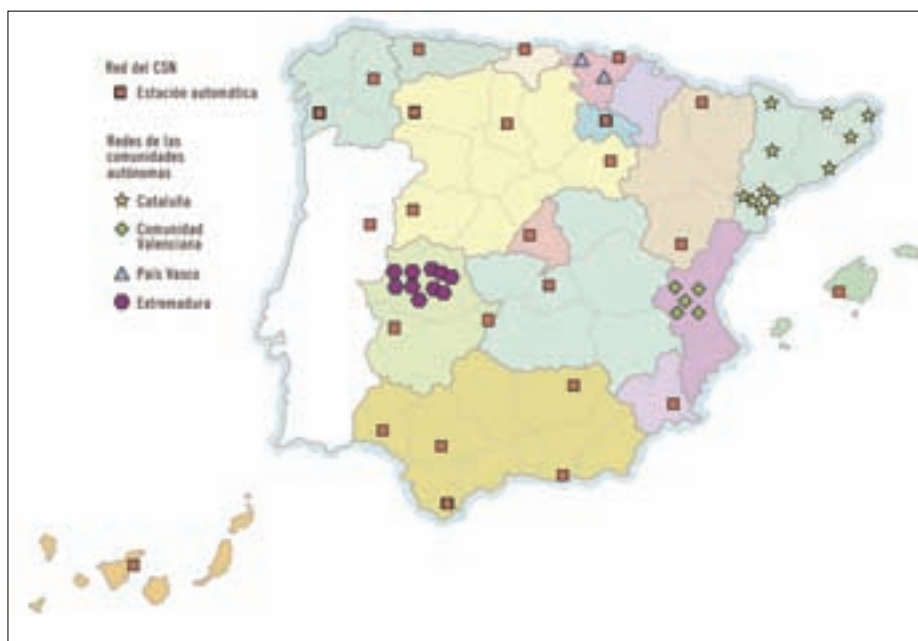 Red del CSN
Estación automática
Redes de las
comunidades
autónomas
Cataluña
Comunidad
Valenciana
País Vasco
Extremadura